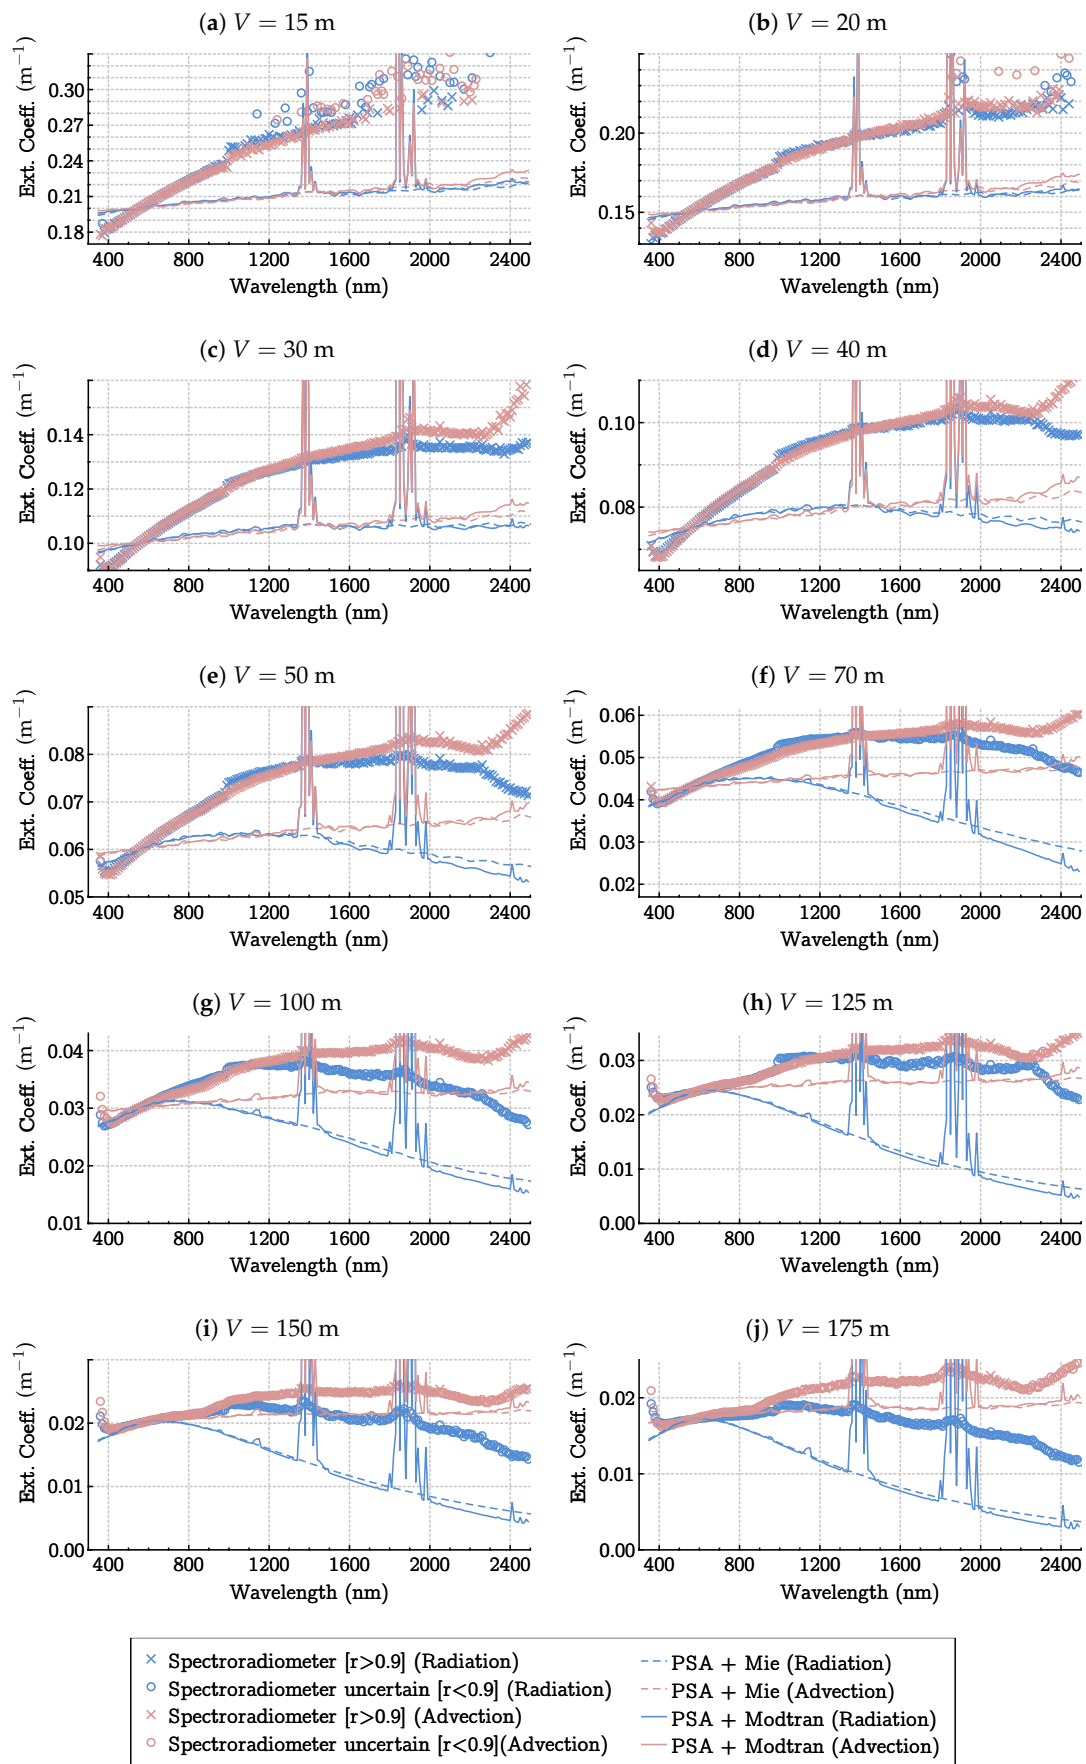 (a) V = 15 m
(b) V = 20 m
Ext. Coeff. (m⁻¹)
0.30
0.27
0.24
0.21
0.18
400 800 1200 1600 2000 2400
Wavelength (nm)
Ext. Coeff. (m⁻¹)
0.20
0.15
400 800 1200 1600 2000 2400
Wavelength (nm)
(c) V = 30 m
(d) V = 40 m
Ext. Coeff. (m⁻¹)
0.14
0.12
0.10
400 800 1200 1600 2000 2400
Wavelength (nm)
Ext. Coeff. (m⁻¹)
0.10
0.08
400 800 1200 1600 2000 2400
Wavelength (nm)
(e) V = 50 m
(f) V = 70 m
Ext. Coeff. (m⁻¹)
0.08
0.07
0.06
0.05
400 800 1200 1600 2000 2400
Wavelength (nm)
Ext. Coeff. (m⁻¹)
0.06
0.05
0.04
0.03
0.02
400 800 1200 1600 2000 2400
Wavelength (nm)
(g) V = 100 m
(h) V = 125 m
Ext. Coeff. (m⁻¹)
0.04
0.03
0.02
0.01
400 800 1200 1600 2000 2400
Wavelength (nm)
Ext. Coeff. (m⁻¹)
0.03
0.02
0.01
0.00
400 800 1200 1600 2000 2400
Wavelength (nm)
(i) V = 150 m
(j) V = 175 m
Ext. Coeff. (m⁻¹)
0.02
0.01
0.00
400 800 1200 1600 2000 2400
Wavelength (nm)
Ext. Coeff. (m⁻¹)
0.02
0.01
0.00
400 800 1200 1600 2000 2400
Wavelength (nm)
Spectroradiometer [r>0.9] (Radiation)
Spectroradiometer uncertain [r<0.9] (Radiation)
Spectroradiometer [r>0.9] (Advection)
Spectroradiometer uncertain [r<0.9](Advection)
PSA + Mie (Radiation)
PSA + Mie (Advection)
PSA + Modtran (Radiation)
PSA + Modtran (Advection)